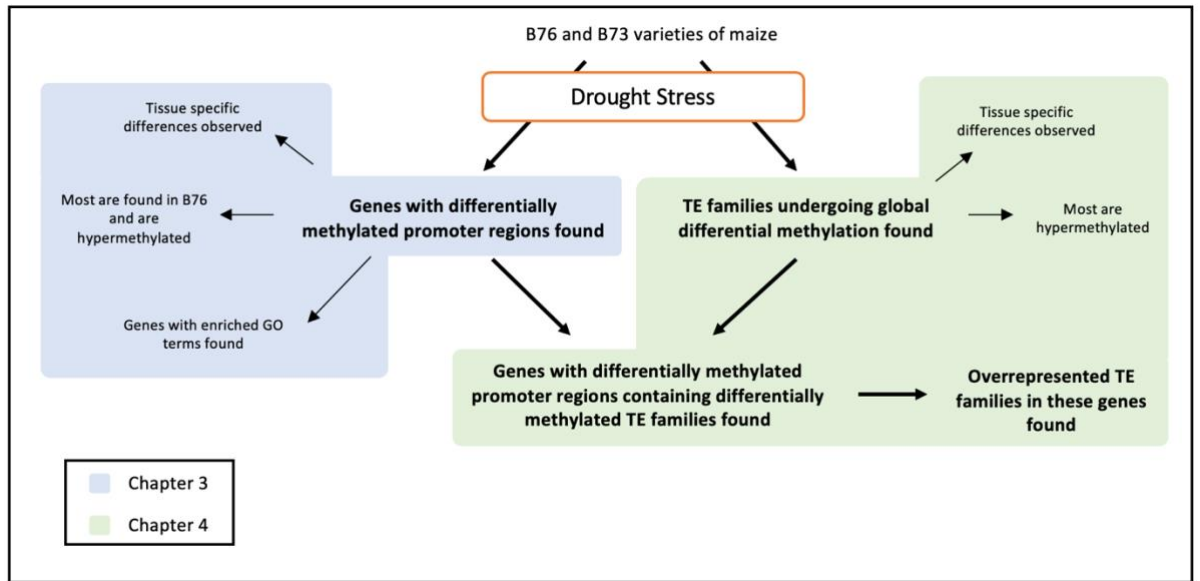 B76 and B73 varieties of maize
Drought Stress
Tissue specific
differences observed
Most are found in B76
and are
hypermethylated
Genes with enriched GO
terms found
Genes with differentially
methylated promoter regions found
TE families undergoing global
differential methylation found
Tissue specific
differences observed
Most are
hypermethylated
Genes with differentially methylated
promoter regions containing differentially
methylated TE families found
Overrepresented TE
families in these genes
found
Chapter 3
Chapter 4